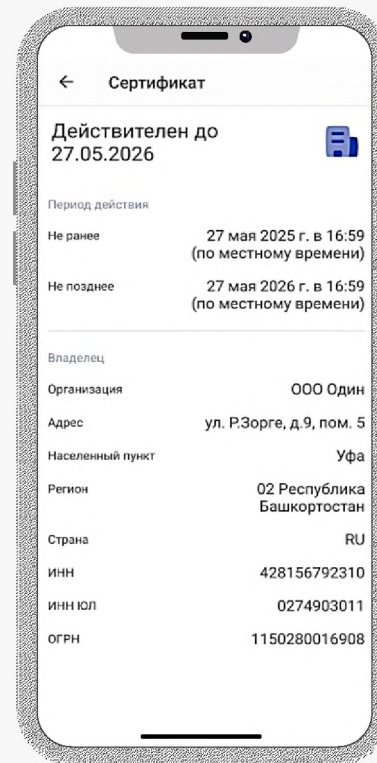 Сертификат
Действителен до
27.05.2026
Период действия
Не ранее 27 мая 2025 г. в 16:59
(по местному времени)
Не позднее 27 мая 2026 г. в 16:59
(по местному времени)
Владелец
Организация ООО Один
Адрес ул. Р.Зорге, д.9, пом. 5
Населенный пункт Уфа
Регион 02 Республика
Башкортостан
Страна RU
ИНН 428156792310
ИНН ЮЛ 0274903011
ОГРН 1150280016908